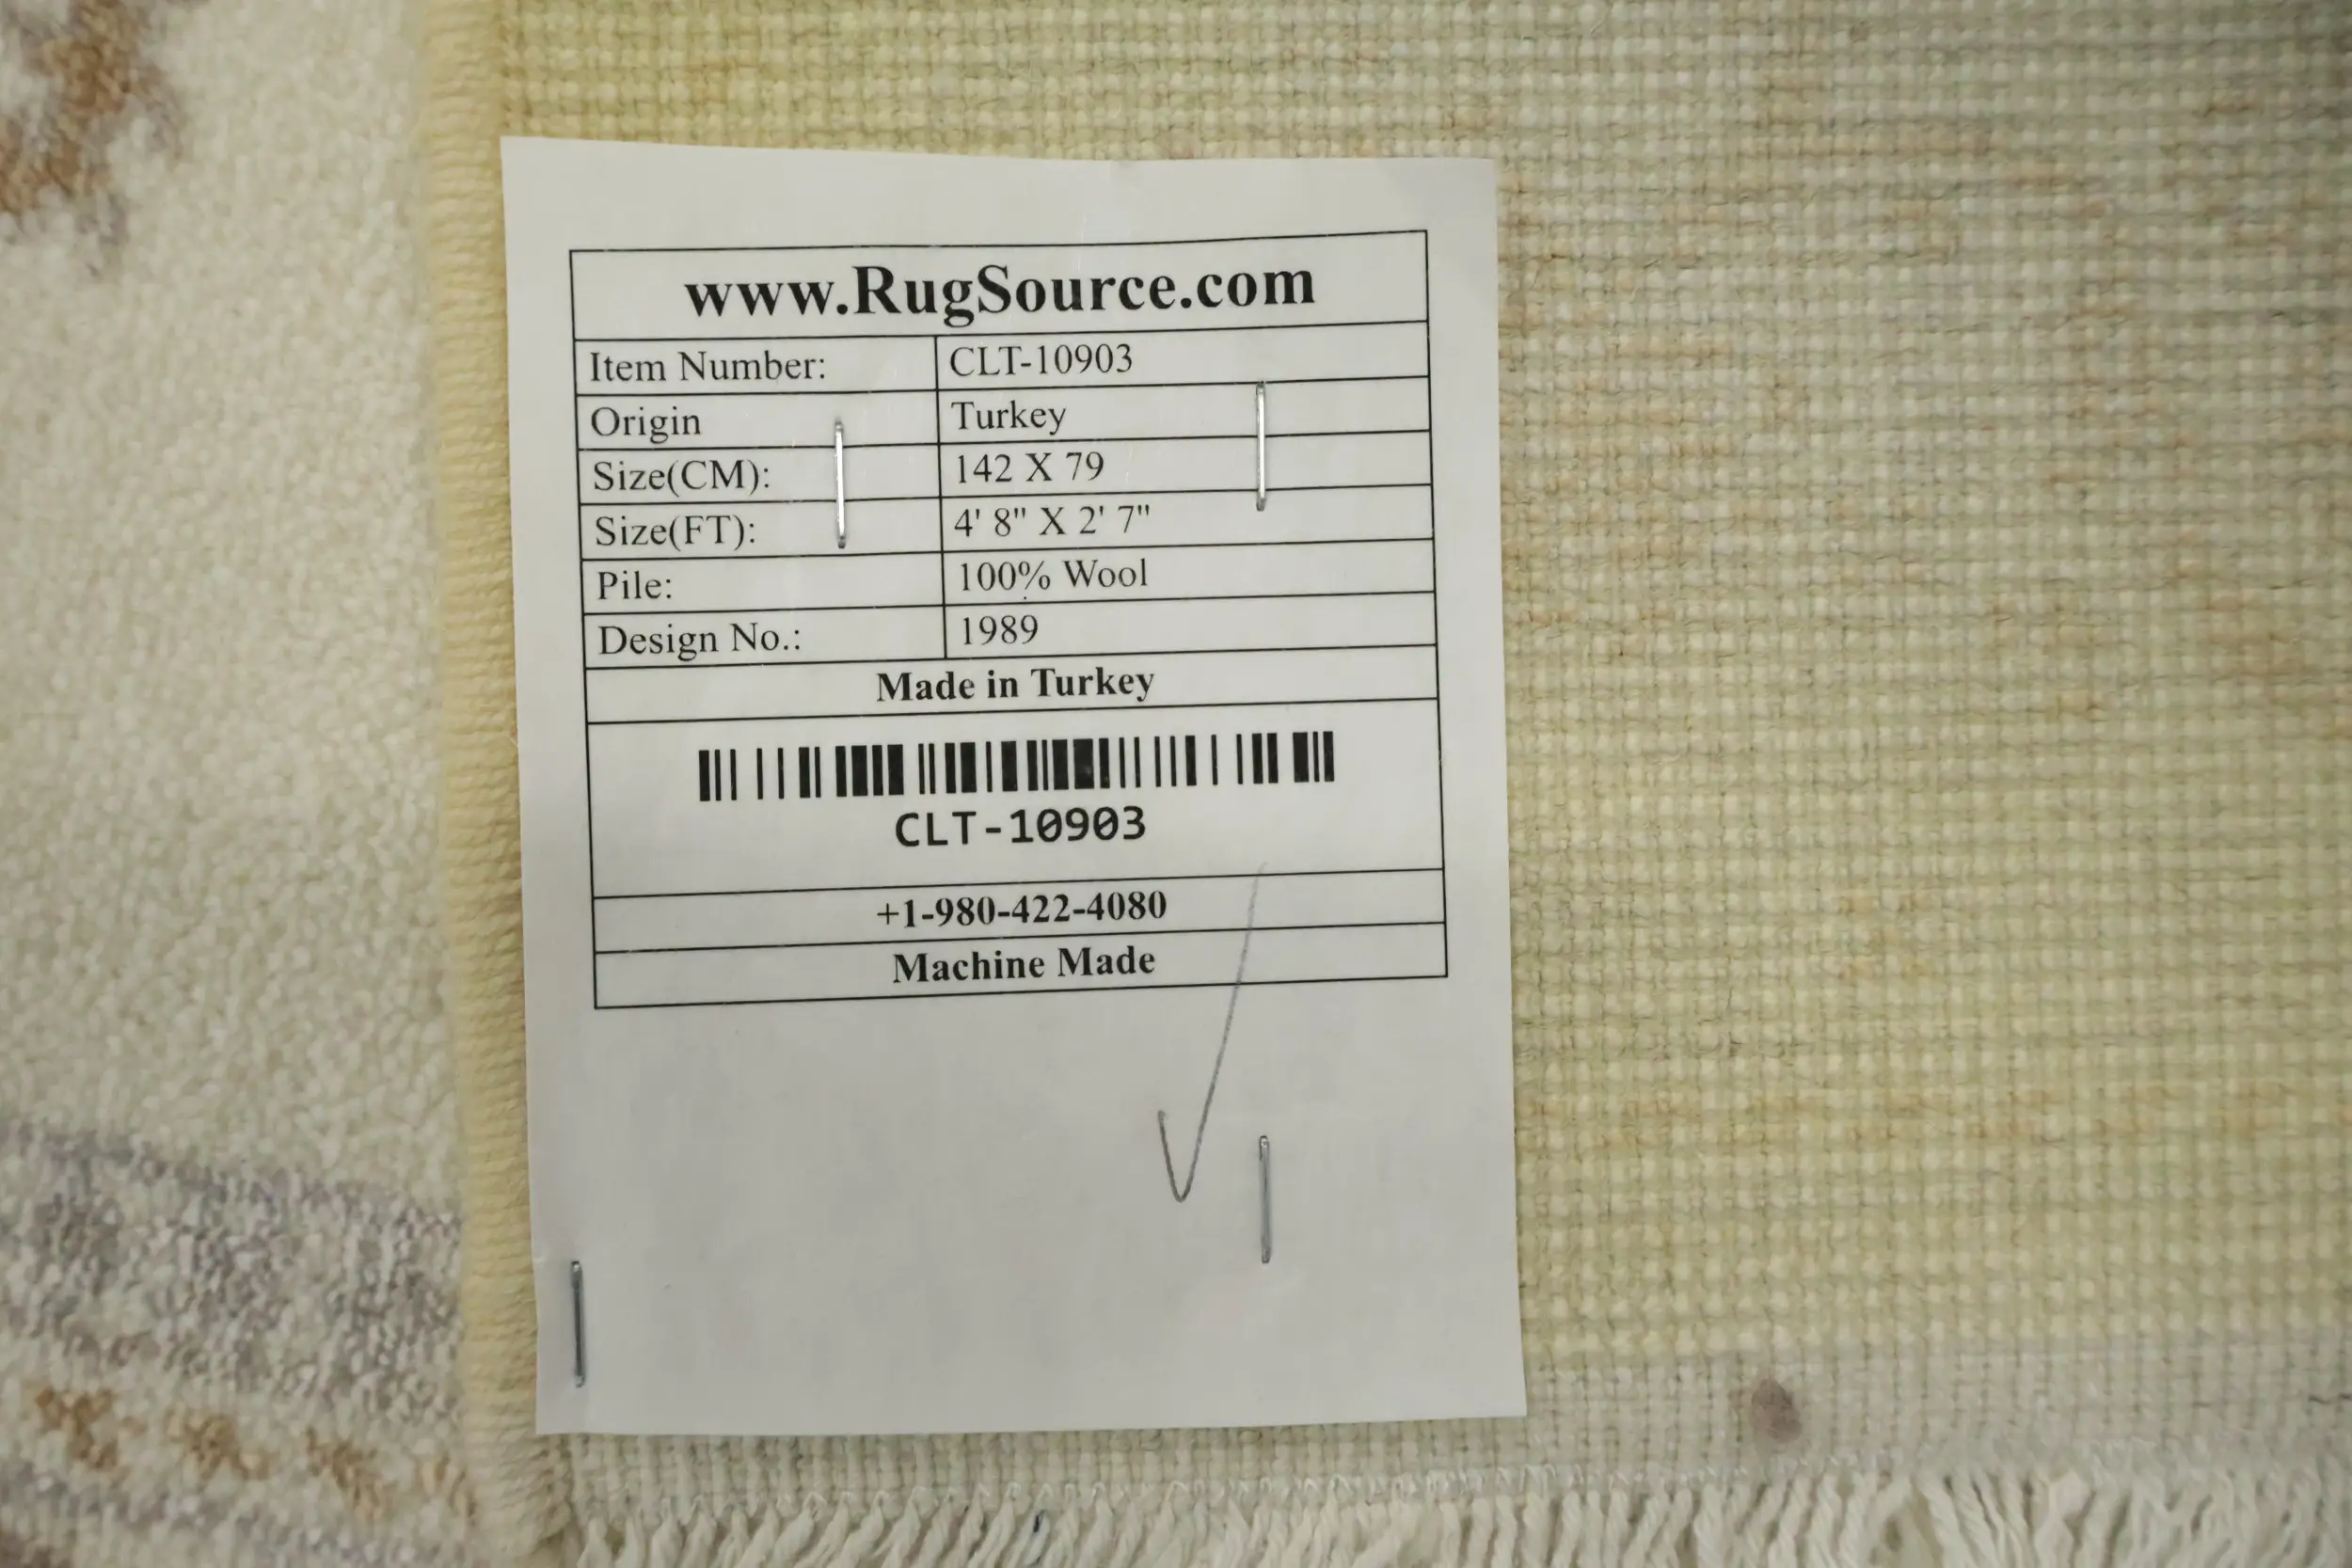 www.RugSource.com
Item Number: CLT-10903
Origin Turkey
Size(CM): 142 X 79
Size(FT): 4' 8" X 2' 7"
Pile: 100% Wool
Design No.: 1989
Made in Turkey
CLT-10903
+1-980-422-4080
Machine Made